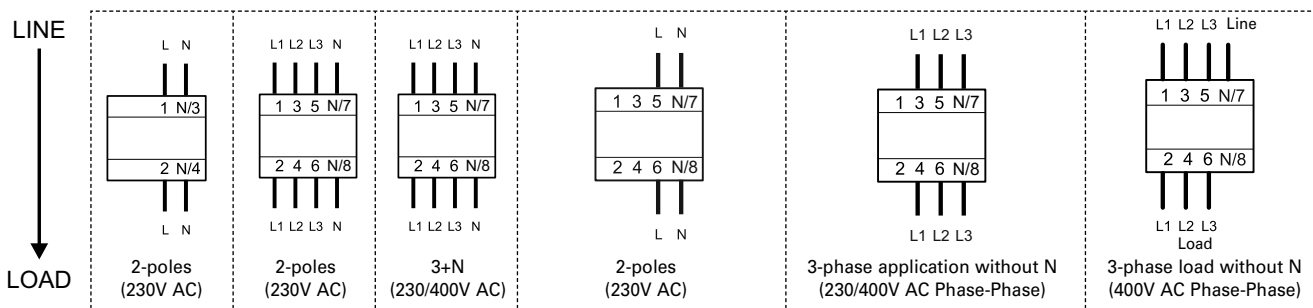 LINE
LOAD
L N
1 N/3
2 N/4
L N
2-poles
(230V AC)
L1 L2 L3 N
1 3 5 N/7
2 4 6 N/8
L1 L2 L3 N
2-poles
(230V AC)
L1 L2 L3 N
1 3 5 N/7
2 4 6 N/8
L1 L2 L3 N
3+N
(230/400V AC)
L N
1 3 5 N/7
2 4 6 N/8
L N
2-poles
(230V AC)
L1 L2 L3
1 3 5 N/7
2 4 6 N/8
L1 L2 L3
3-phase application without N
(230/400V AC Phase-Phase)
L1 L2 L3 Line
1 3 5 N/7
2 4 6 N/8
L1 L2 L3
Load
3-phase load without N
(400V AC Phase-Phase)